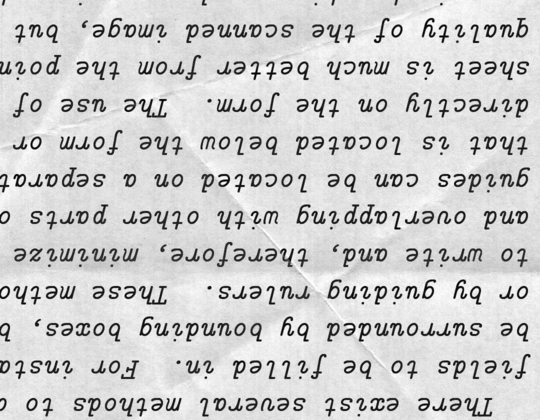 There exist several methods to
fields to be filled in. For insta
be surrounded by bounding boxes, b
or by guiding rulers. These metho
to write and, therefore, minimize
and overlapping with other parts o
guides can be located on a separat
that is located below the form or
directly on the form. The use of
sheet is much better from the poin
quality of the scanned image, but